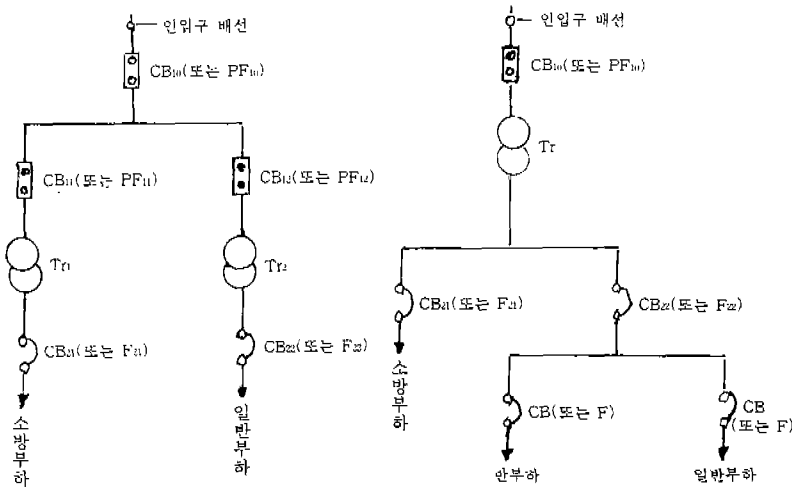 인입구 배선
CB10(또는 PF10)
CB11(또는 PF11)
CB12(또는 PF12)
Tr1
Tr2
CB21(또는 F21)
CB22(또는 F22)
소방부하
일반부하
인입구 배선
CB10(또는 PF10)
Tr
CB21(또는 F21)
CB22(또는 F22)
소방부하
CB(또는 F)
CB
(또는 F)
반부하
일반부하